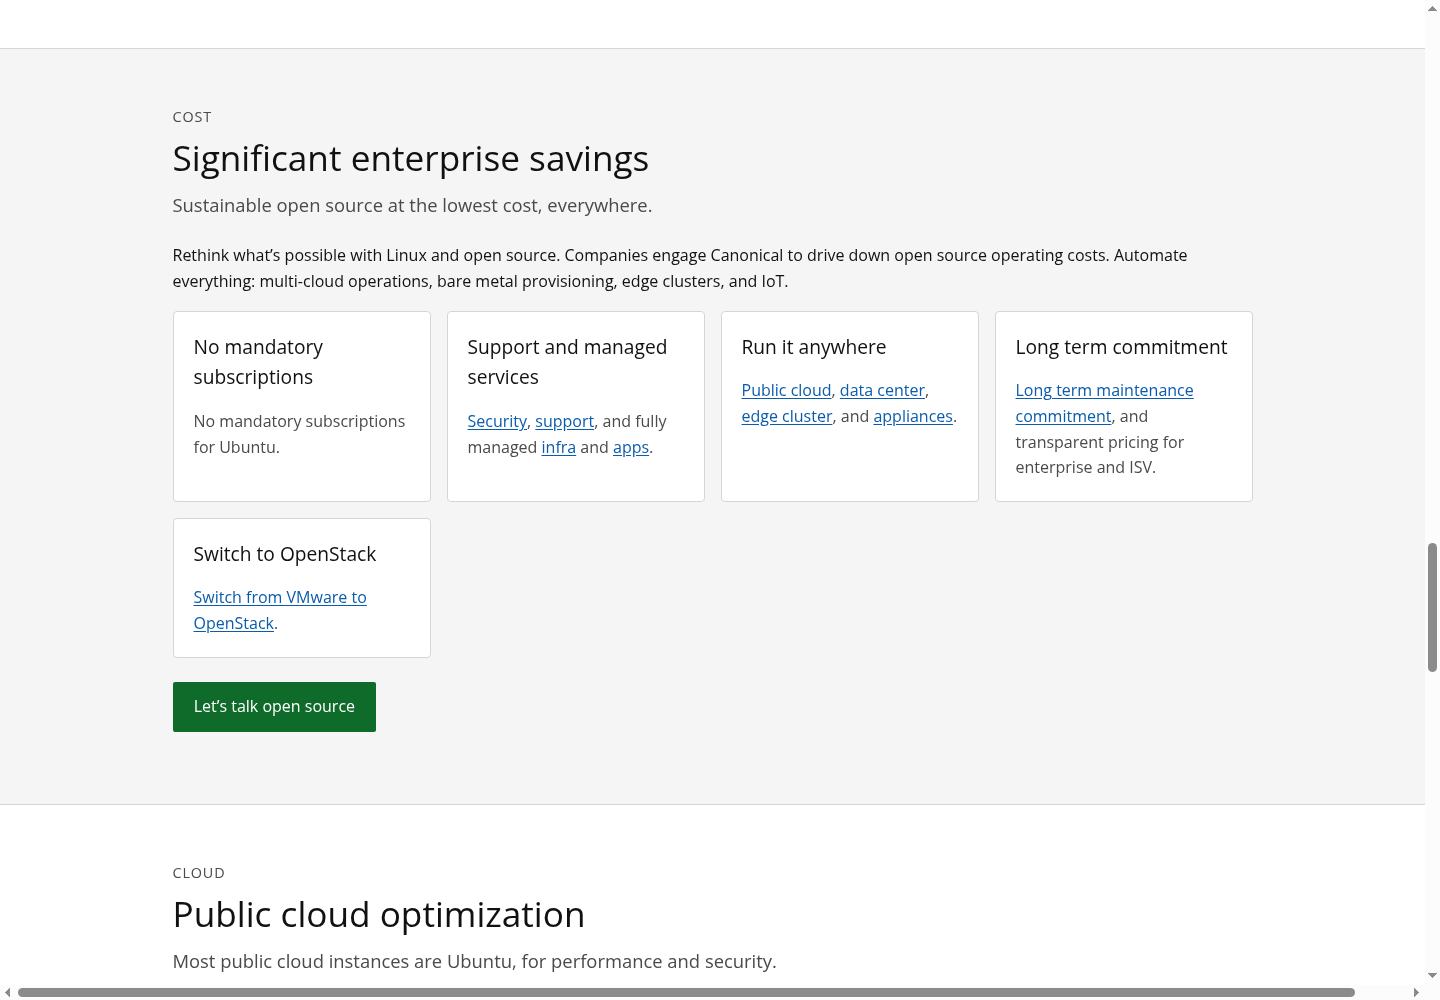 COST
Significant enterprise savings
Sustainable open source at the lowest cost, everywhere.
Rethink what’s possible with Linux and open source. Companies engage Canonical to drive down open source operating costs. Automate
everything: multi-cloud operations, bare metal provisioning, edge clusters, and IoT.
No mandatory
subscriptions
No mandatory subscriptions
for Ubuntu.
Support and managed
services
Security, support, and fully
managed infra and apps.
Run it anywhere
Public cloud, data center,
edge cluster, and appliances.
Long term commitment
Long term maintenance
commitment, and
transparent pricing for
enterprise and ISV.
Switch to OpenStack
Switch from VMware to
OpenStack.
Let’s talk open source
CLOUD
Public cloud optimization
Most public cloud instances are Ubuntu, for performance and security.